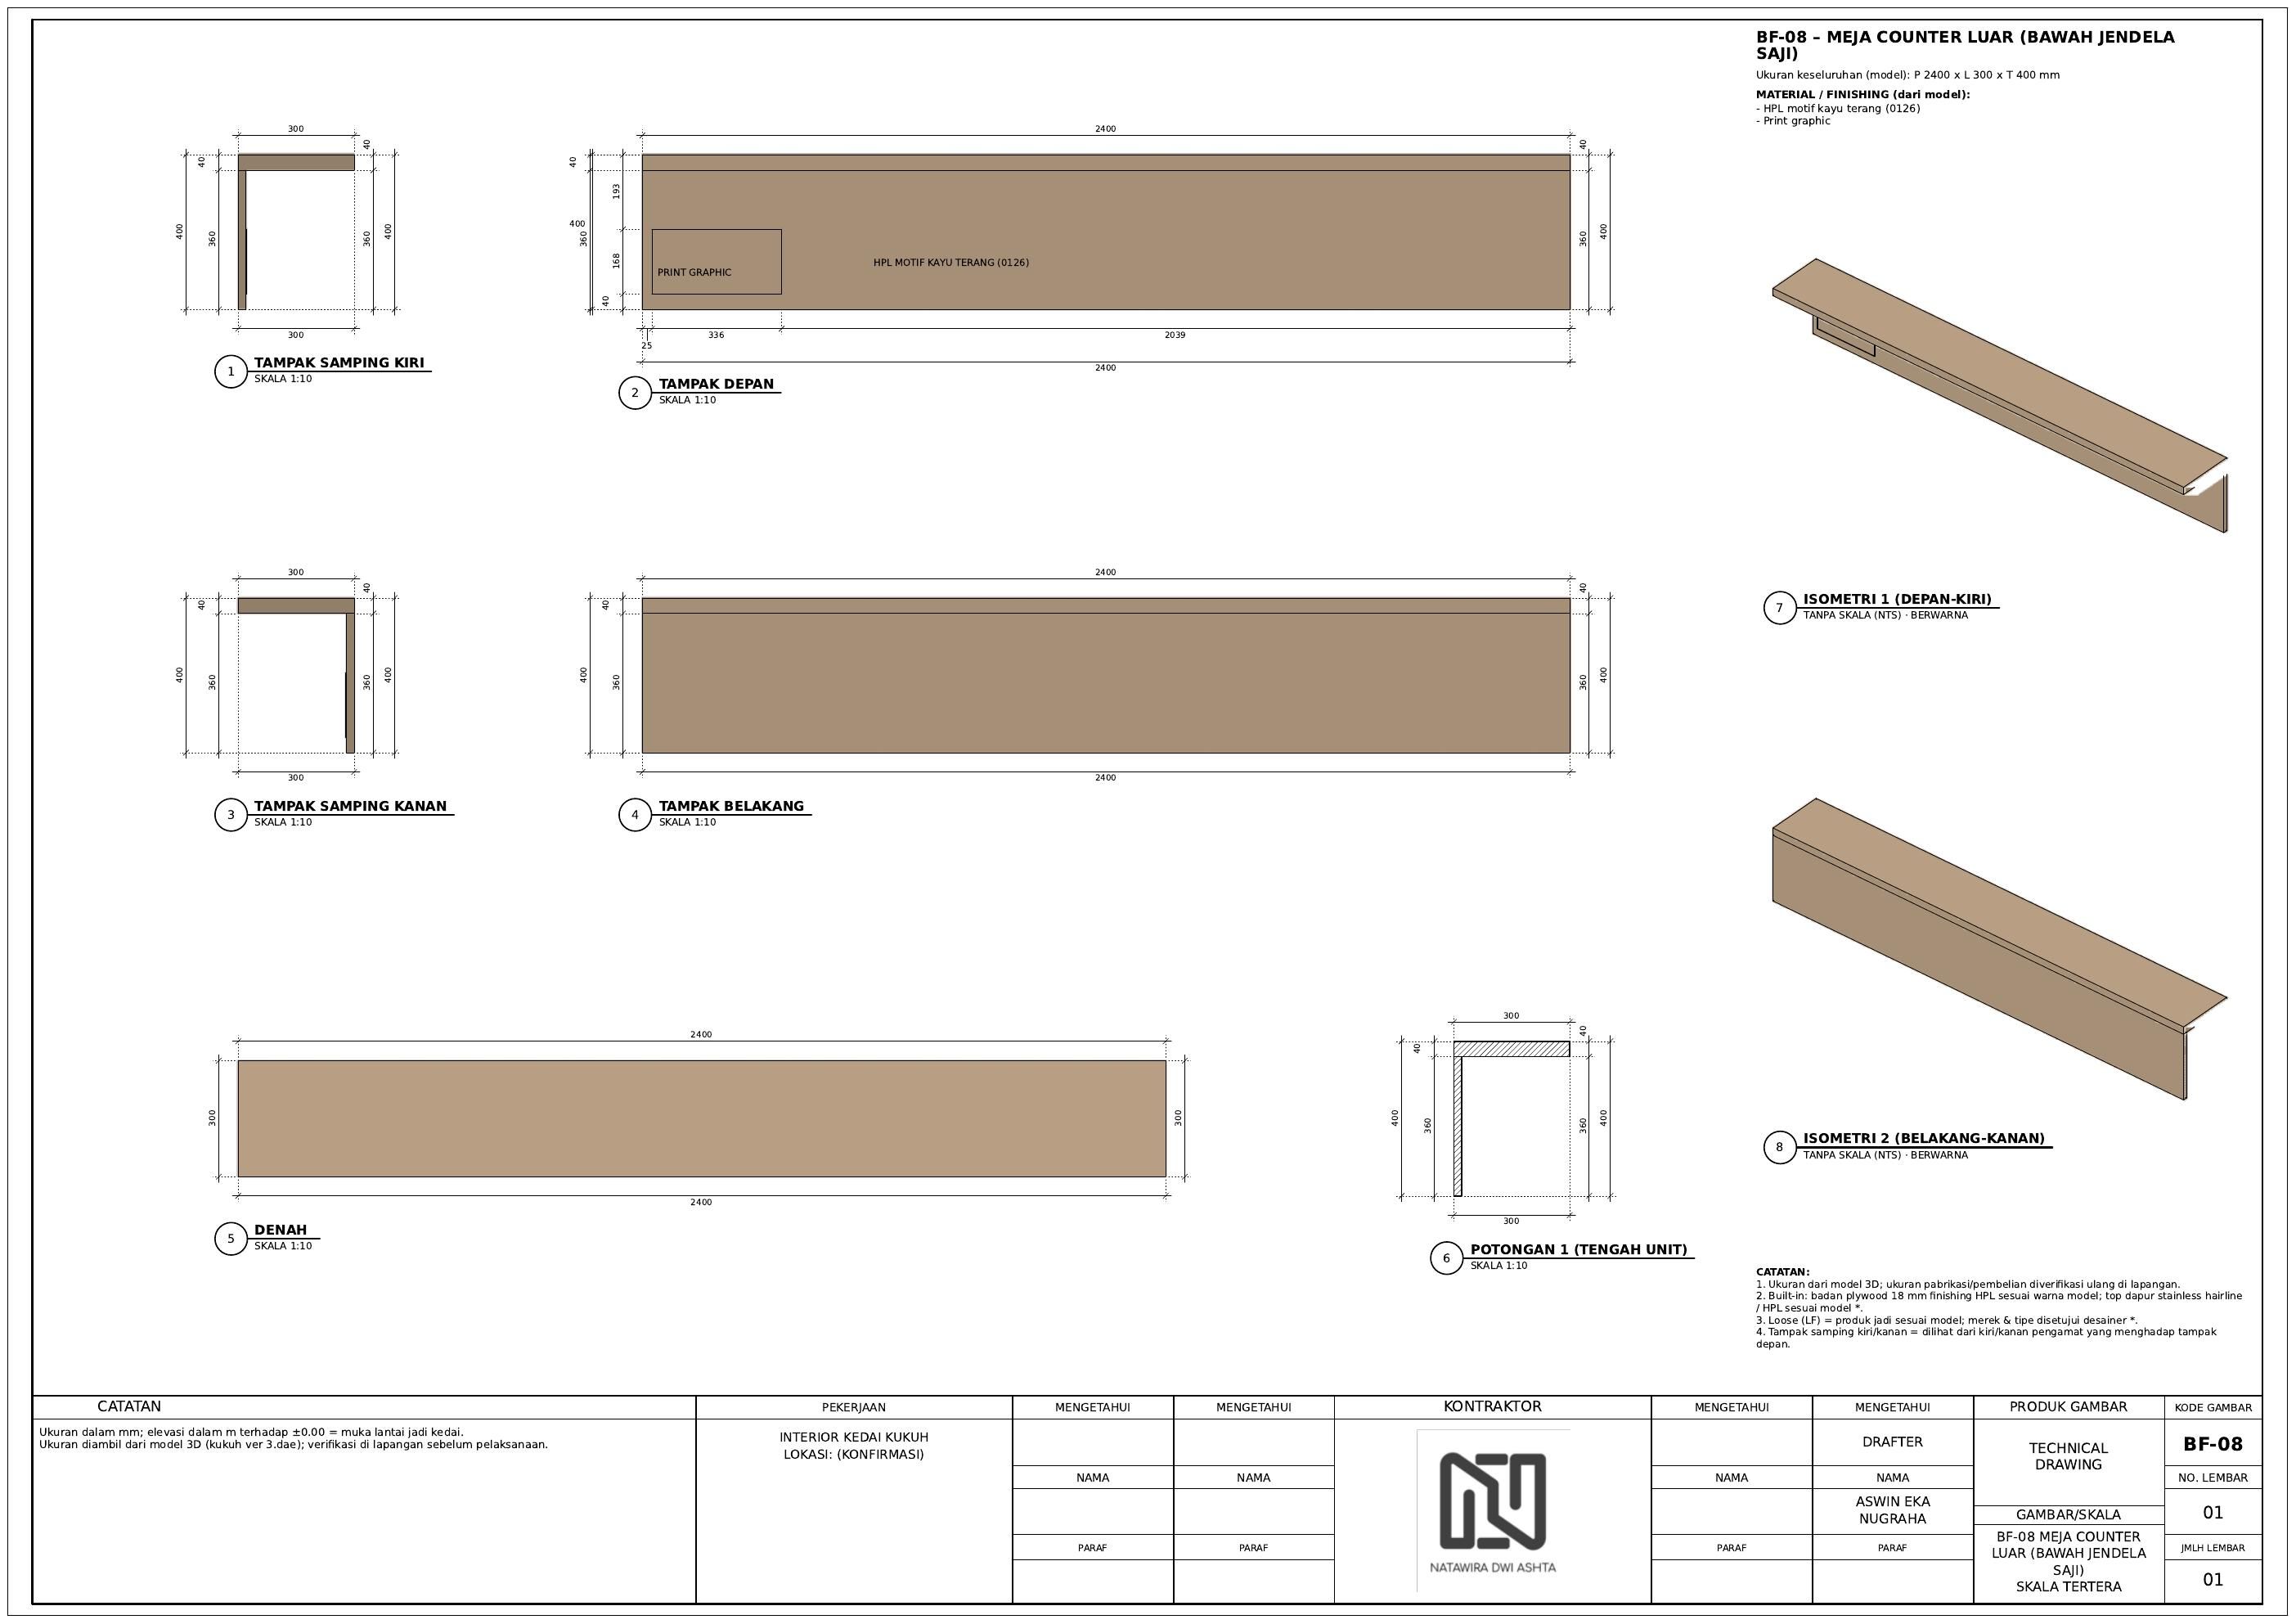 BF-08 – MEJA COUNTER LUAR (BAWAH JENDELA
SAJI)
Ukuran keseluruhan (model): P 2400 x L 300 x T 400 mm
MATERIAL / FINISHING (dari model):
- HPL motif kayu terang (0126)
- Print graphic
300
40
40
400
360
360
400
300
1
TAMPAK SAMPING KIRI
SKALA 1:10
2400
40
40
193
400
360
168
40
360
400
PRINT GRAPHIC
HPL MOTIF KAYU TERANG (0126)
25
336
2039
2400
2
TAMPAK DEPAN
SKALA 1:10
300
40
40
400
360
360
400
300
3
TAMPAK SAMPING KANAN
SKALA 1:10
2400
40
40
400
360
360
400
2400
4
TAMPAK BELAKANG
SKALA 1:10
7
ISOMETRI 1 (DEPAN-KIRI)
TANPA SKALA (NTS) · BERWARNA
2400
300
300
2400
5
DENAH
SKALA 1:10
300
40
40
400
360
360
400
300
6
POTONGAN 1 (TENGAH UNIT)
SKALA 1:10
8
ISOMETRI 2 (BELAKANG-KANAN)
TANPA SKALA (NTS) · BERWARNA
CATATAN:
1. Ukuran dari model 3D; ukuran pabrikasi/pembelian diverifikasi ulang di lapangan.
2. Built-in: badan plywood 18 mm finishing HPL sesuai warna model; top dapur stainless hairline
/ HPL sesuai model *.
3. Loose (LF) = produk jadi sesuai model; merek & tipe disetujui desainer *.
4. Tampak samping kiri/kanan = dilihat dari kiri/kanan pengamat yang menghadap tampak
depan.
CATATAN
Ukuran dalam mm; elevasi dalam m terhadap ±0.00 = muka lantai jadi kedai.
Ukuran diambil dari model 3D (kukuh ver 3.dae); verifikasi di lapangan sebelum pelaksanaan.
PEKERJAAN
INTERIOR KEDAI KUKUH
LOKASI: (KONFIRMASI)
MENGETAHUI
NAMA
PARAF
MENGETAHUI
NAMA
PARAF
KONTRAKTOR
NATAWIRA DWI ASHTA
MENGETAHUI
NAMA
PARAF
MENGETAHUI
DRAFTER
NAMA
ASWIN EKA
NUGRAHA
PARAF
PRODUK GAMBAR
TECHNICAL
DRAWING
GAMBAR/SKALA
BF-08 MEJA COUNTER
LUAR (BAWAH JENDELA
SAJI)
SKALA TERTERA
KODE GAMBAR
BF-08
NO. LEMBAR
01
JMLH LEMBAR
01